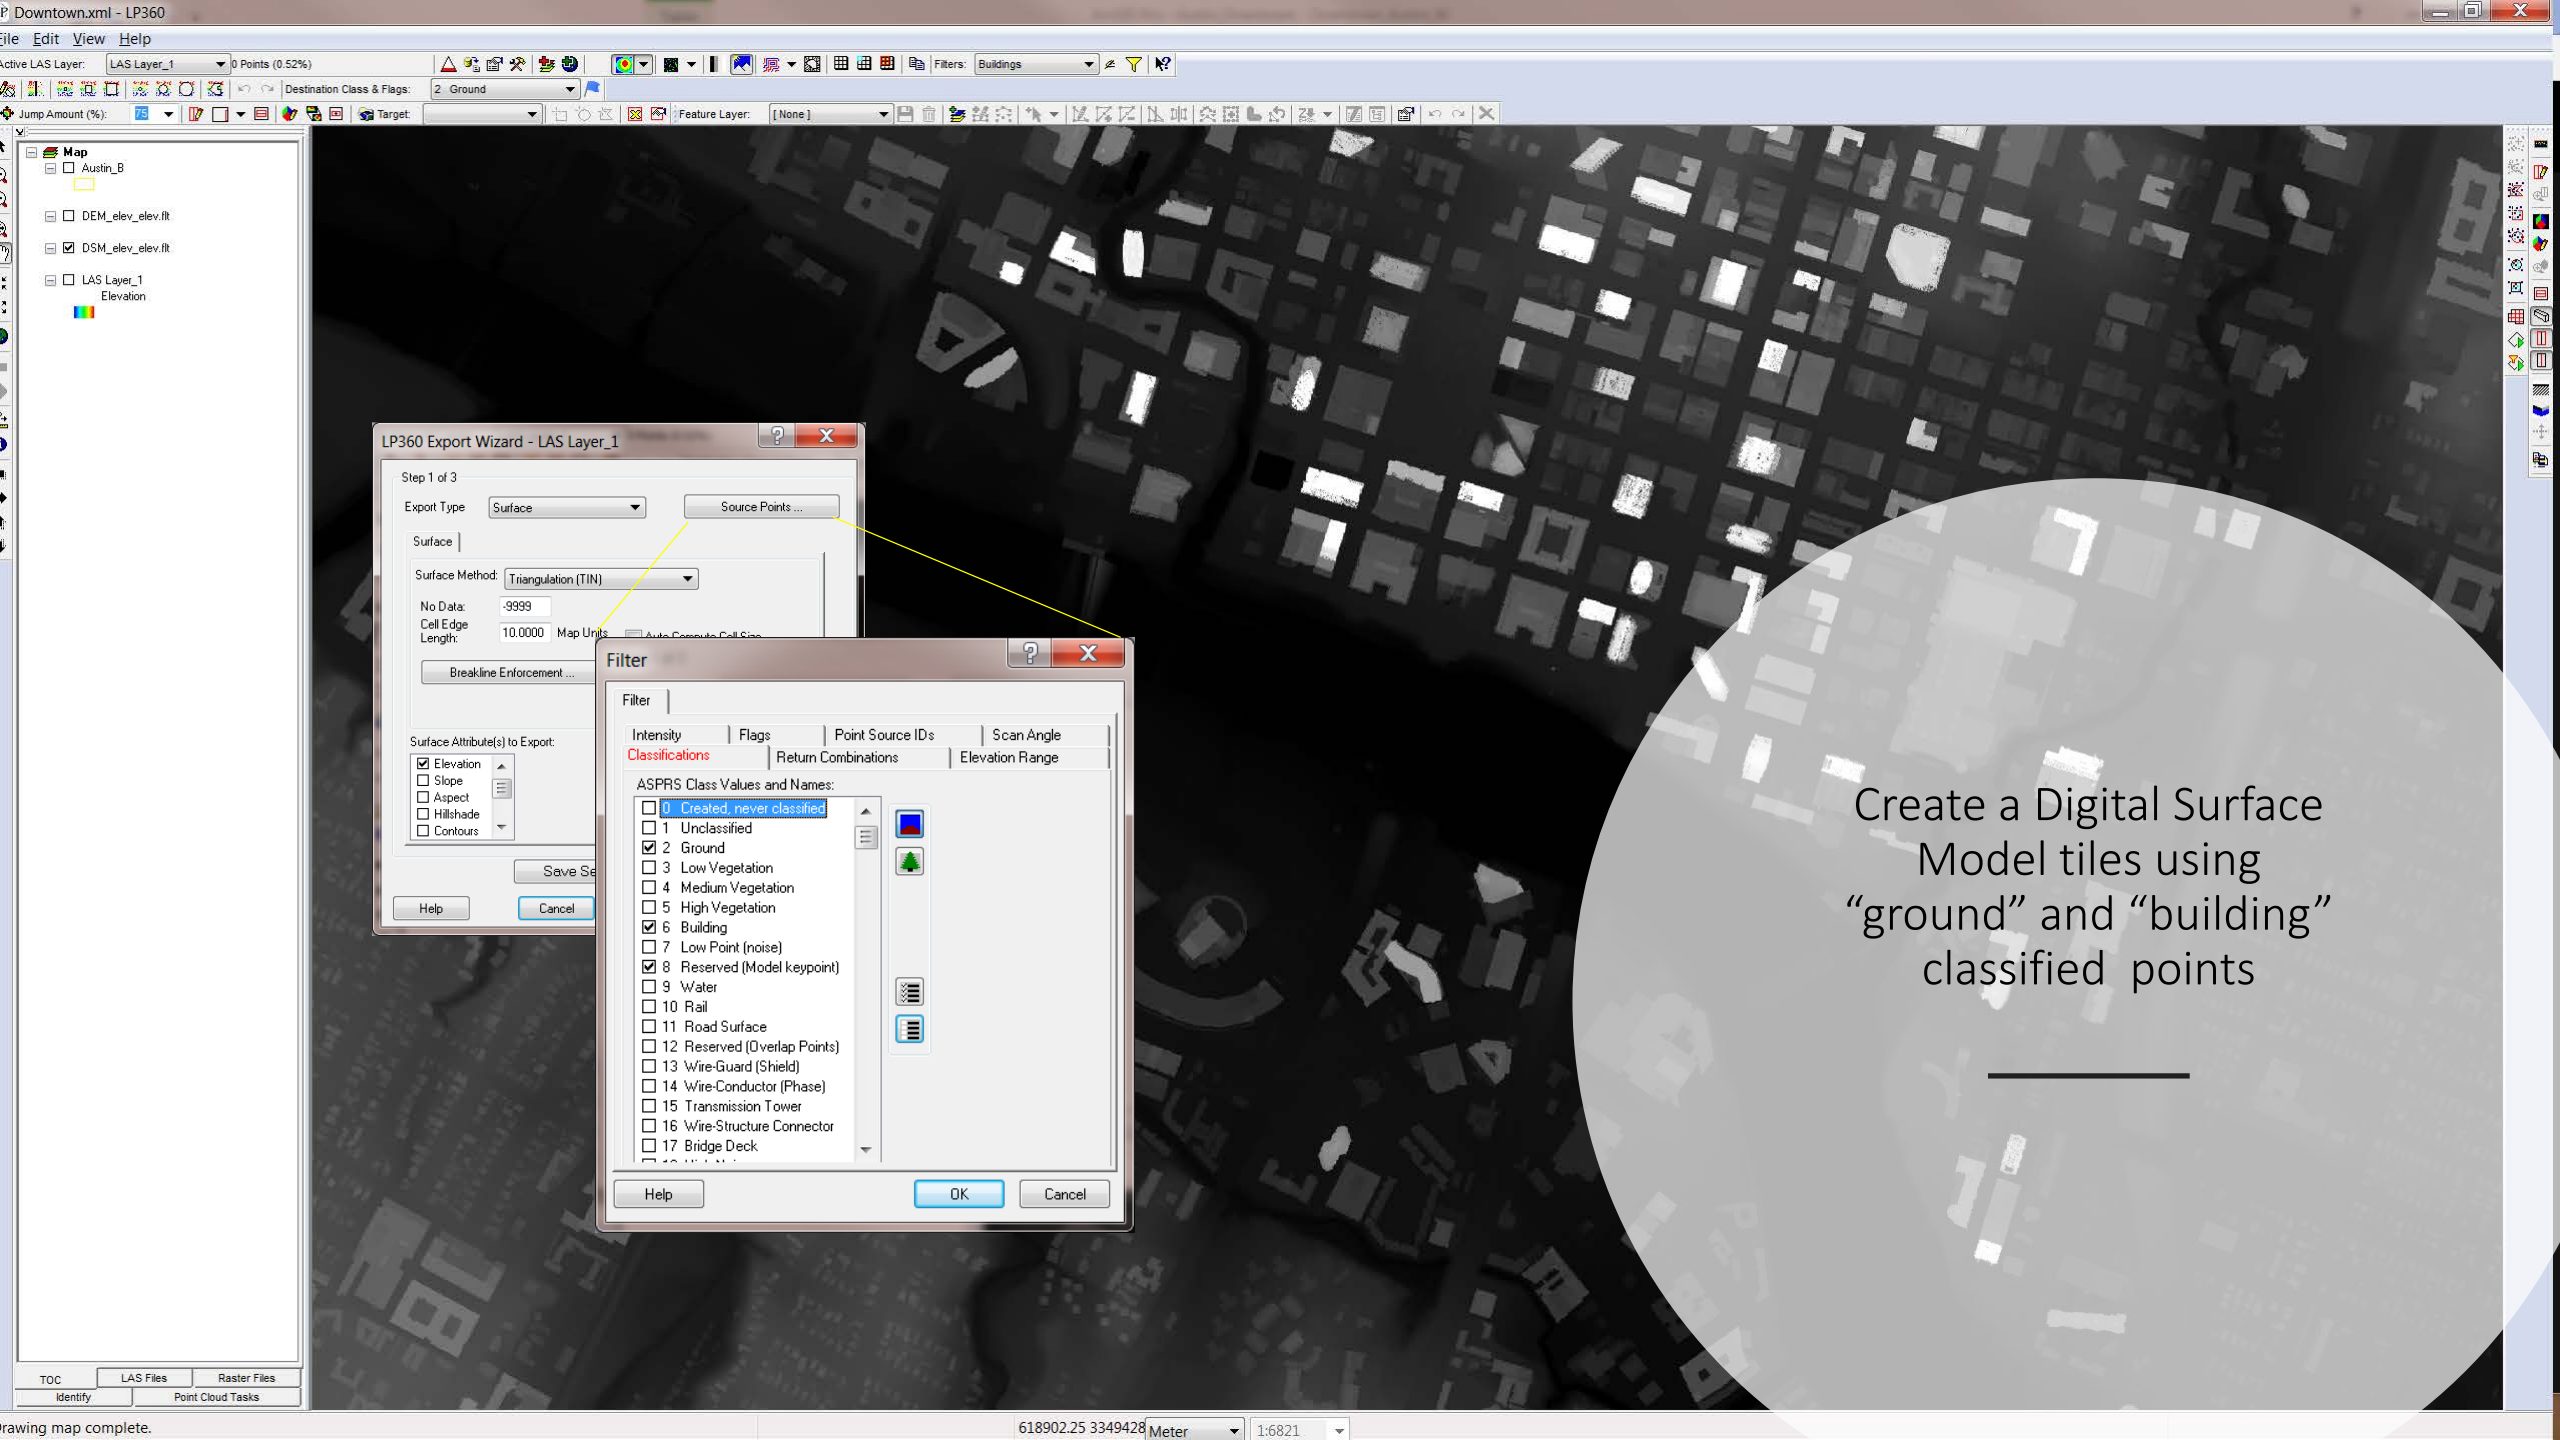 Downtown.xml - LP360
File Edit View Help
Active LAS Layer: LAS Layer_1 0 Points (0.52%) Filters: Buildings
Destination Class & Flags: 2 Ground
Jump Amount (%): 75 Target: Feature Layer: [None]
Map
Austin_B
DEM_elev_elev.flt
DSM_elev_elev.flt
LAS Layer_1
Elevation
LP360 Export Wizard - LAS Layer_1
Step 1 of 3
Export Type Surface Source Points ...
Surface
Surface Method: Triangulation (TIN)
No Data: -9999
Cell Edge
Length: 10.0000 Map Units Auto Compute Cell Size
Breakline Enforcement ...
Surface Attribute(s) to Export:
Elevation
Slope
Aspect
Hillshade
Contours
Save Se
Help Cancel
Filter
Filter
Intensity Flags Point Source IDs Scan Angle
Classifications Return Combinations Elevation Range
ASPRS Class Values and Names:
0 Created, never classified
1 Unclassified
2 Ground
3 Low Vegetation
4 Medium Vegetation
5 High Vegetation
6 Building
7 Low Point (noise)
8 Reserved (Model keypoint)
9 Water
10 Rail
11 Road Surface
12 Reserved (Overlap Points)
13 Wire-Guard (Shield)
14 Wire-Conductor (Phase)
15 Transmission Tower
16 Wire-Structure Connector
17 Bridge Deck
Help OK Cancel
Create a Digital Surface
Model tiles using
“ground” and “building”
classified points
TOC LAS Files Raster Files
Identify Point Cloud Tasks
Drawing map complete.
618902.25 3349428 Meter 1:6821